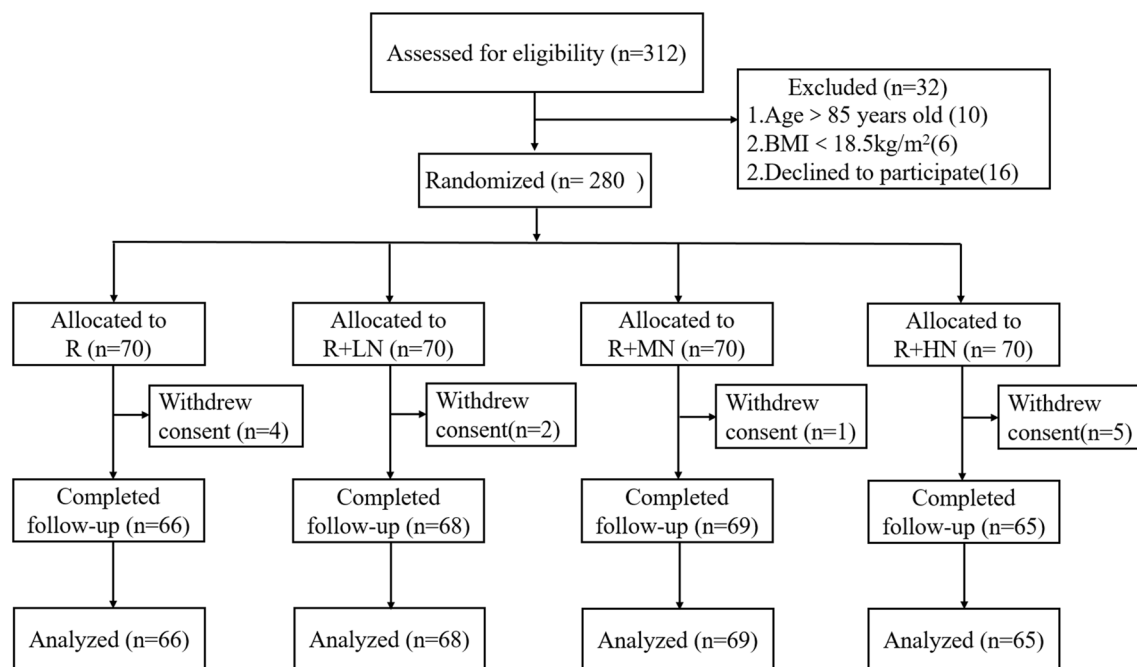 Assessed for eligibility (n=312)
Excluded (n=32)
1.Age > 85 years old (10)
2.BMI < 18.5kg/m²(6)
2.Declined to participate(16)
Randomized (n= 280  )
Allocated to
R (n=70)
Allocated to
R+LN (n=70)
Allocated to
R+MN (n=70)
Allocated to
R+HN (n= 70)
Withdrew
consent (n=4)
Withdrew
consent(n=2)
Withdrew
consent (n=1)
Withdrew
consent(n=5)
Completed
follow-up (n=66)
Completed
follow-up (n=68)
Completed
follow-up (n=69)
Completed
follow-up (n=65)
Analyzed (n=66)
Analyzed (n=68)
Analyzed (n=69)
Analyzed (n=65)